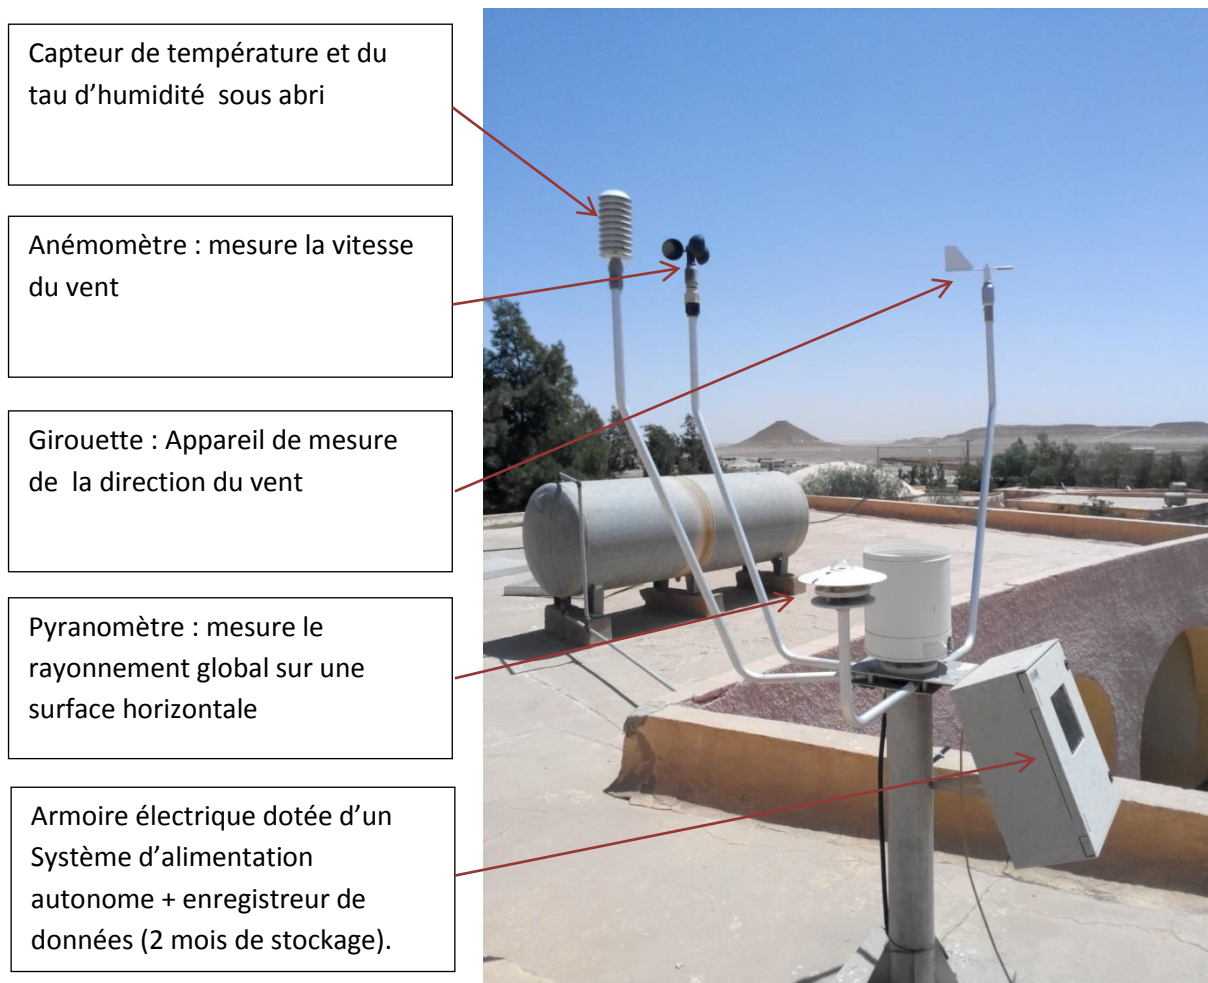 Capteur de température et du
tau d’humidité  sous abri
Anémomètre : mesure la vitesse
du vent
Girouette : Appareil de mesure
de  la direction du vent
Pyranomètre : mesure le
rayonnement global sur une
surface horizontale
Armoire électrique dotée d’un
Système d’alimentation
autonome + enregistreur de
données (2 mois de stockage).